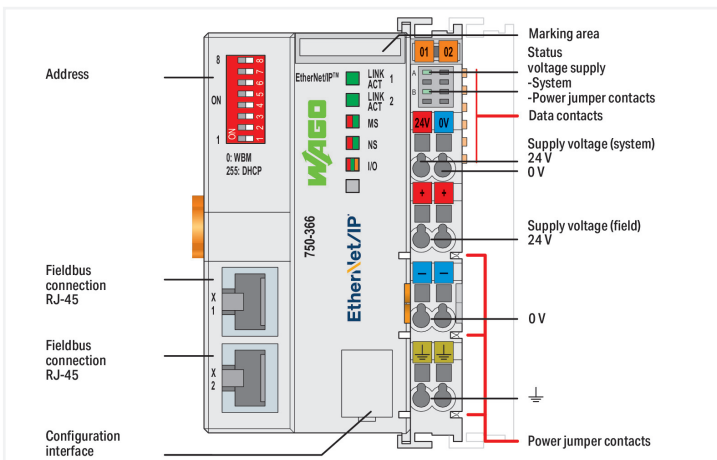 Address
Fieldbus
connection
RJ-45
Fieldbus
connection
RJ-45
Configuration
interface
8
ON
1
8
7
6
5
4
3
2
1
ON
0: WBM
255: DHCP
X
1
X
2
EtherNet/IP™
LINK
ACT 1
LINK
ACT 2
MS
NS
I/O
WAGO
750-366
EtherNet/IP
01 02
A
B
24V 0V
+ +
— —
Marking area
Status
voltage supply
-System
-Power jumper contacts
Data contacts
Supply voltage (system)
24 V
0 V
Supply voltage (field)
24 V
0 V
Power jumper contacts